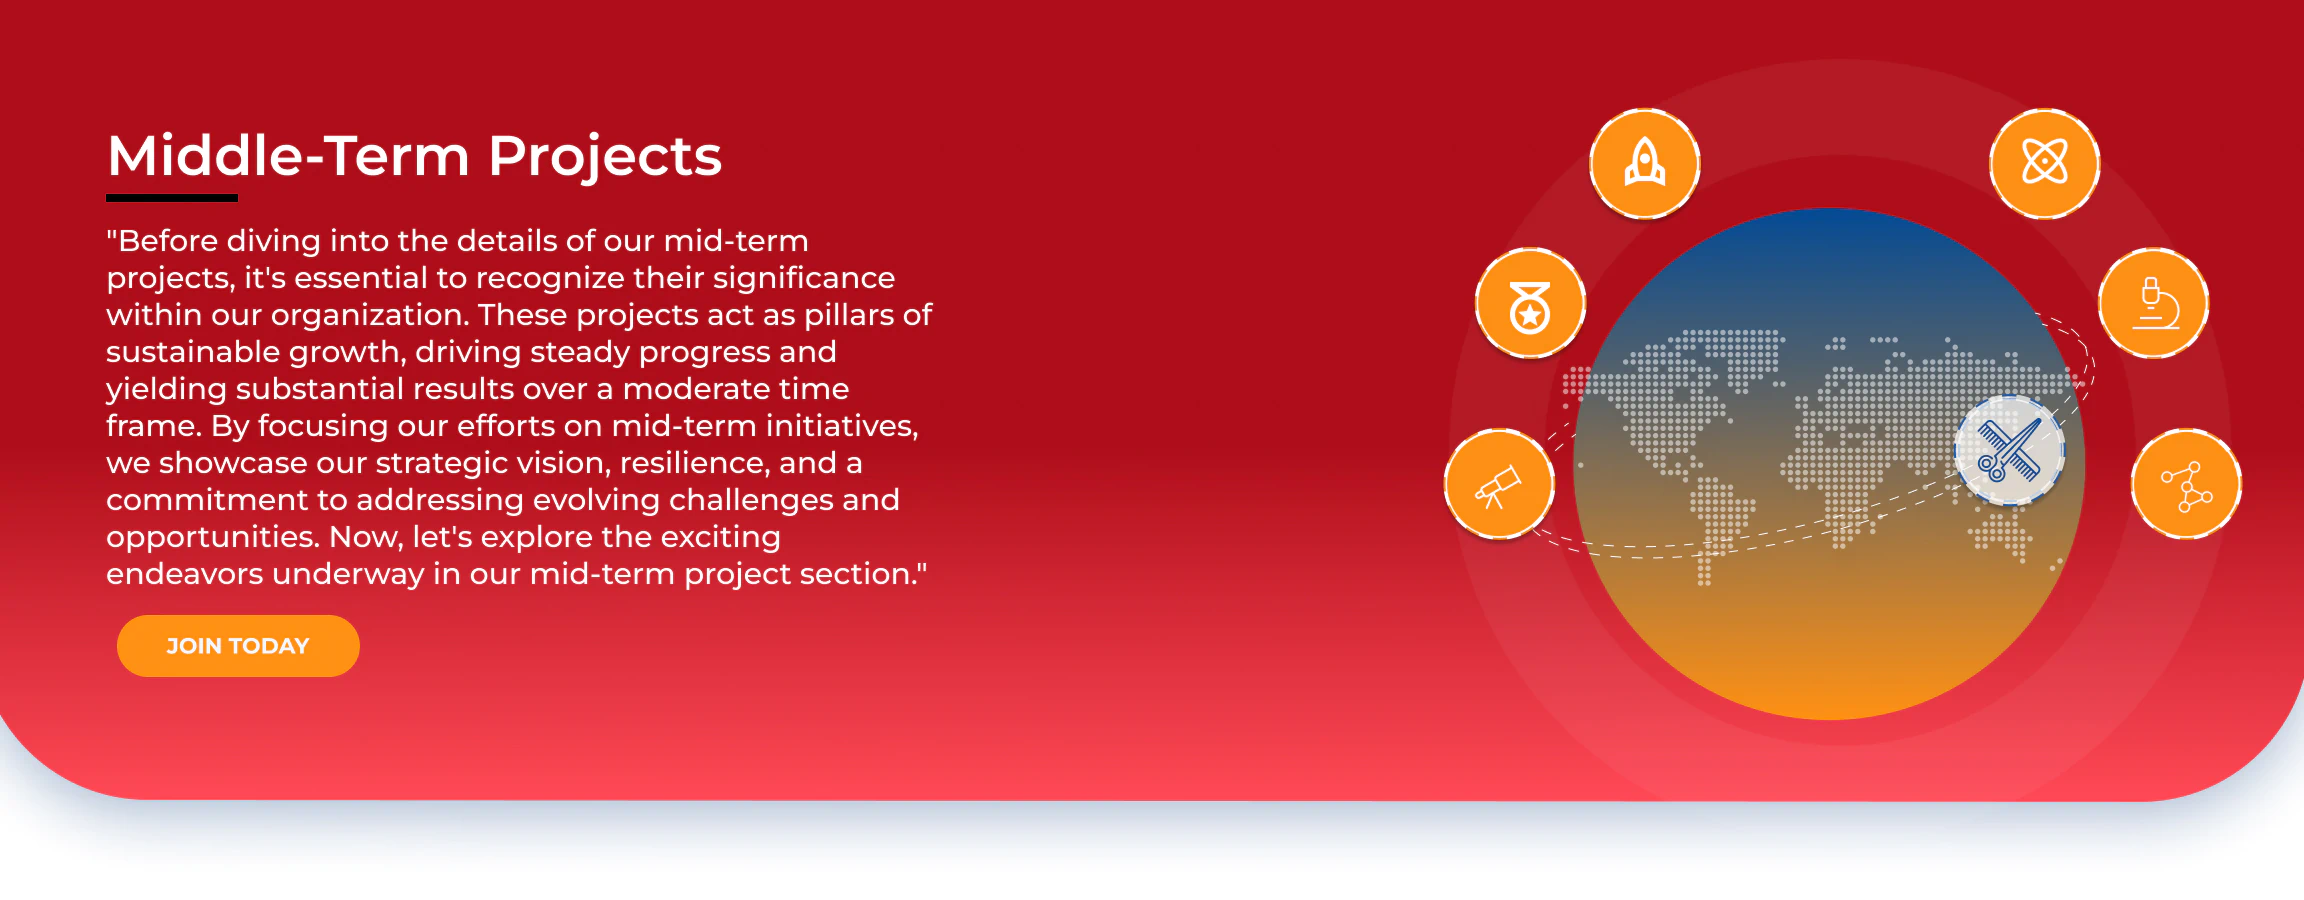 Middle-Term Projects
"Before diving into the details of our mid-term
projects, it's essential to recognize their significance
within our organization. These projects act as pillars of
sustainable growth, driving steady progress and
yielding substantial results over a moderate time
frame. By focusing our efforts on mid-term initiatives,
we showcase our strategic vision, resilience, and a
commitment to addressing evolving challenges and
opportunities. Now, let's explore the exciting
endeavors underway in our mid-term project section."
JOIN TODAY